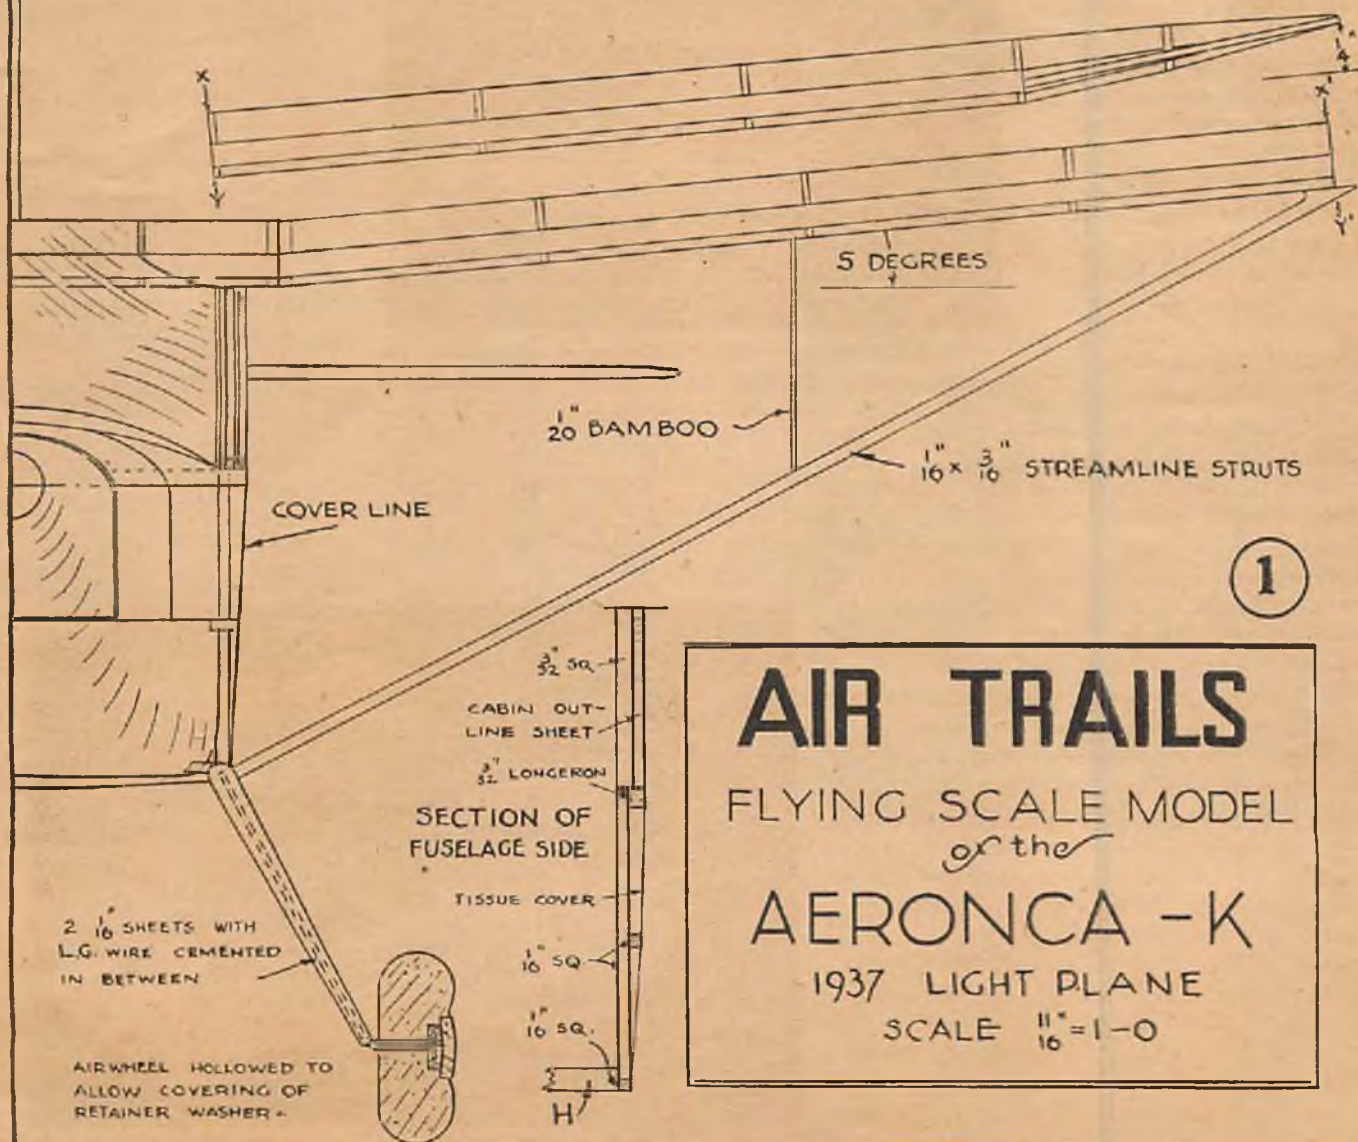 X
1/4"
X'
Y
Y'
5 DEGREES
1/20" BAMBOO
1/16" x 3/16" STREAMLINE STRUTS
COVER LINE
1
3/32" SQ
CABIN OUT-
LINE SHEET
3/32" LONGERON
SECTION OF
FUSELAGE SIDE
TISSUE COVER
1/16" SQ.
1/16" SQ.
H
2 1/16" SHEETS WITH
L.G. WIRE CEMENTED
IN BETWEEN
AIRWHEEL HOLLOWED TO
ALLOW COVERING OF
RETAINER WASHER.
AIR TRAILS
FLYING SCALE MODEL
of the
AERONCA - K
1937 LIGHT PLANE
SCALE 11/16" = 1-0